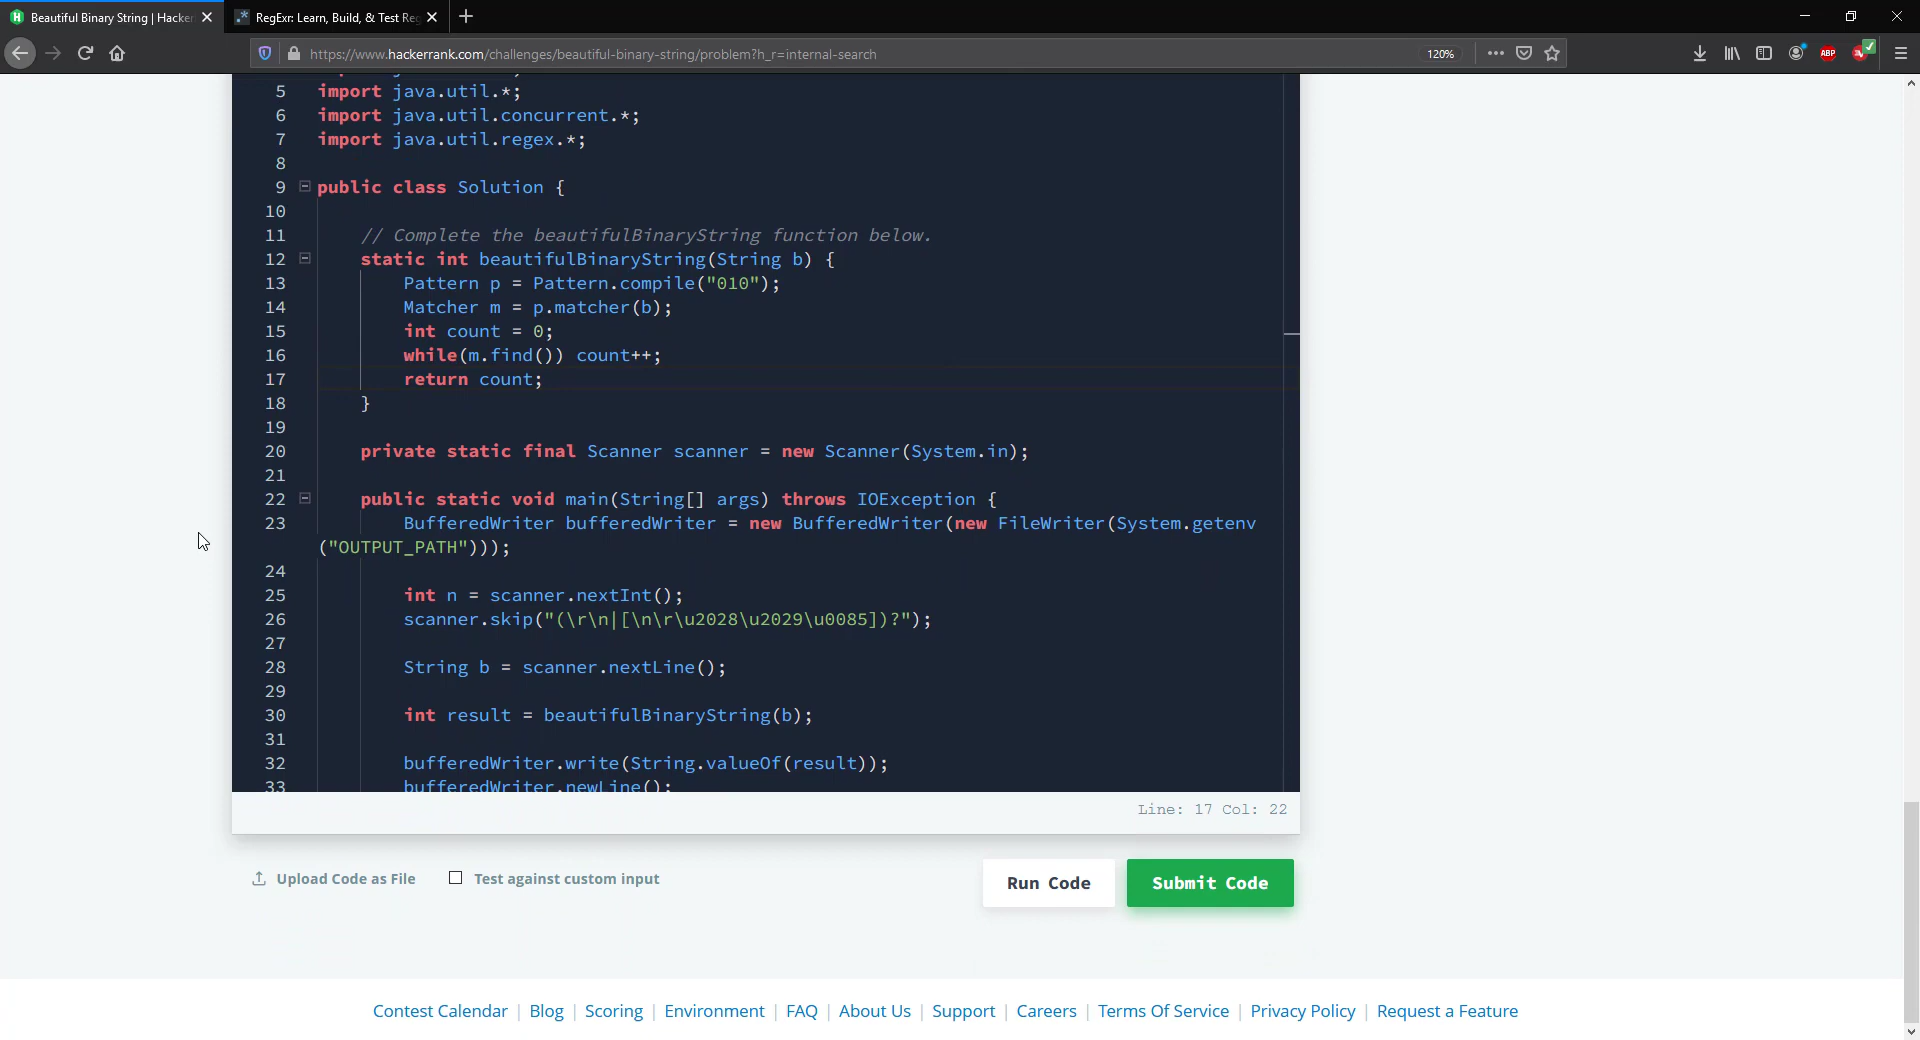 Beautiful Binary String | Hacker
RegExr: Learn, Build, & Test Reg
https://www.hackerrank.com/challenges/beautiful-binary-string/problem?h_r=internal-search
120%
ABP
5 import java.util.*;
6 import java.util.concurrent.*;
7 import java.util.regex.*;
8
9 public class Solution {
10
11 // Complete the beautifulBinaryString function below.
12 static int beautifulBinaryString(String b) {
13 Pattern p = Pattern.compile("010");
14 Matcher m = p.matcher(b);
15 int count = 0;
16 while(m.find()) count++;
17 return count;
18 }
19
20 private static final Scanner scanner = new Scanner(System.in);
21
22 public static void main(String[] args) throws IOException {
23 BufferedWriter bufferedWriter = new BufferedWriter(new FileWriter(System.getenv
("OUTPUT_PATH")));
24
25 int n = scanner.nextInt();
26 scanner.skip("(\r\n|[\n\r\u2028\u2029\u0085])?");
27
28 String b = scanner.nextLine();
29
30 int result = beautifulBinaryString(b);
31
32 bufferedWriter.write(String.valueOf(result));
33 bufferedWriter.newLine();
Line: 17 Col: 22
Upload Code as File
Test against custom input
Run Code
Submit Code
Contest Calendar | Blog | Scoring | Environment | FAQ | About Us | Support | Careers | Terms Of Service | Privacy Policy | Request a Feature